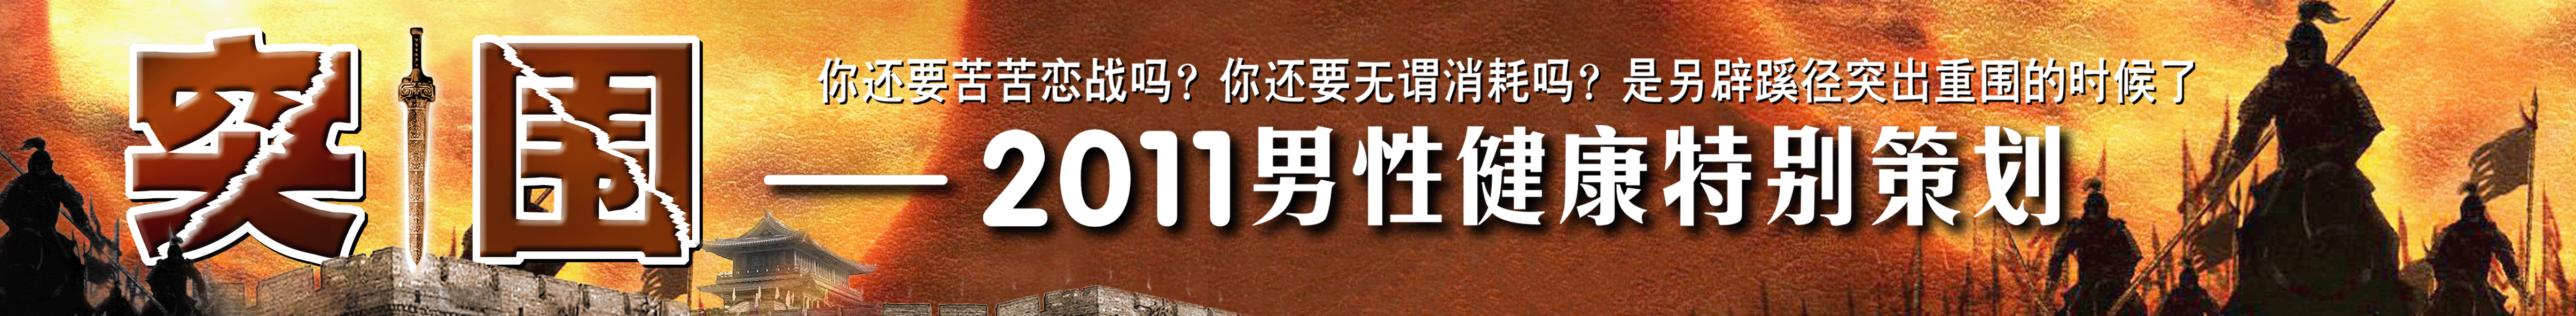 突围
你还要苦苦恋战吗？你还要无谓消耗吗？是另辟蹊径突出重围的时候了
——2011男性健康特别策划